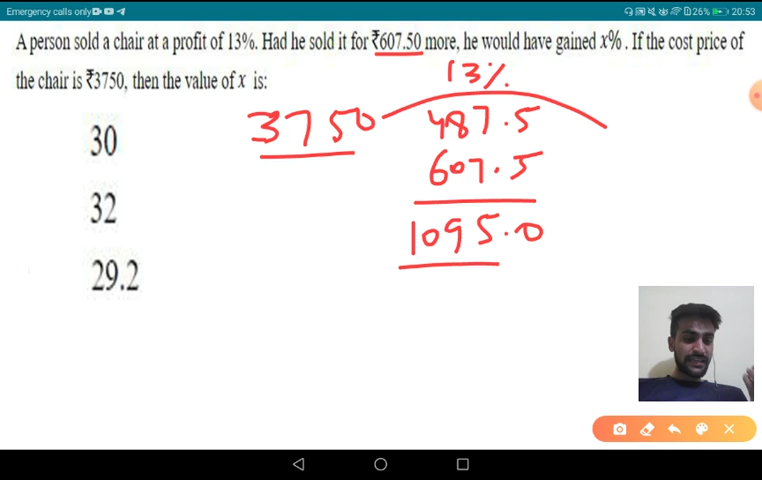 Emergency calls only 26% 20:53
A person sold a chair at a profit of 13%. Had he sold it for ₹607.50 more, he would have gained x%. If the cost price of
the chair is ₹3750, then the value of x is:
13%
3750 487.5
607.5
1095.0
30
32
29.2